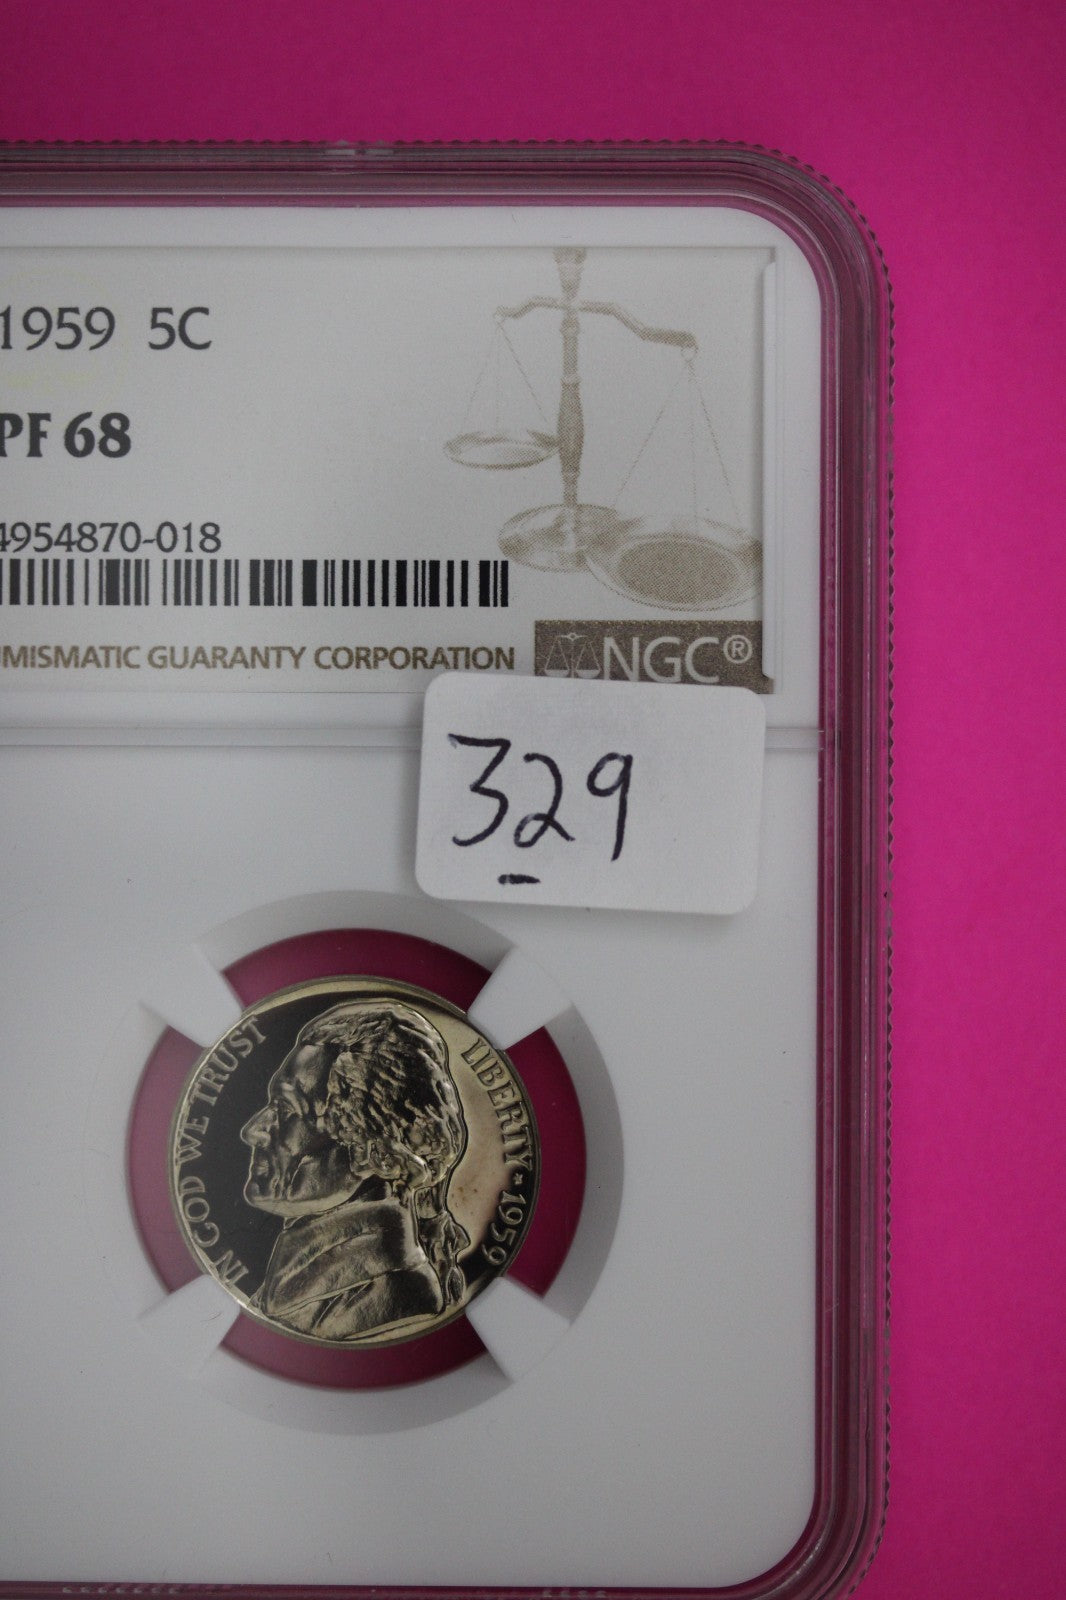 1959 5C
PF 68
4954870-018
UMISMATIC GUARANTY CORPORATION
NGC®
329
IN GOD WE TRUST
LIBERTY * 1959